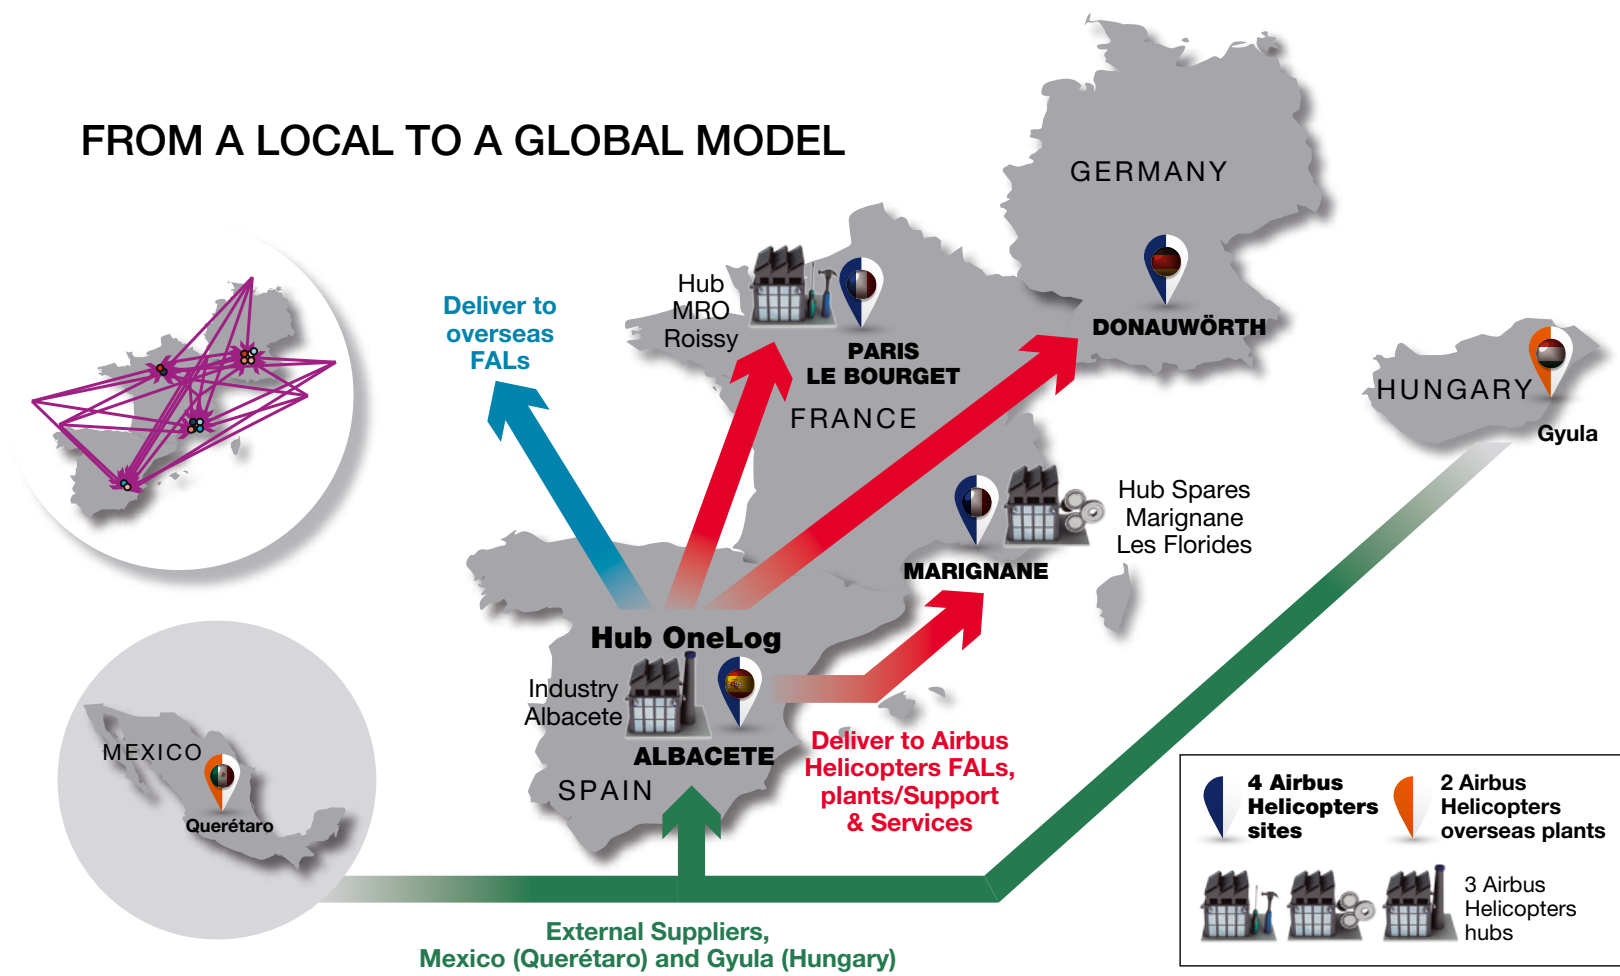 FROM A LOCAL TO A GLOBAL MODEL
GERMANY
DONAUWÖRTH
Hub
MRO
Roissy
PARIS
LE BOURGET
FRANCE
Deliver to
overseas
FALs
HUNGARY
Gyula
Hub Spares
Marignane
Les Florides
MARIGNANE
Hub OneLog
Industry
Albacete
ALBACETE
SPAIN
Deliver to Airbus
Helicopters FALs,
plants/Support
& Services
MEXICO
Querétaro
External Suppliers,
Mexico (Querétaro) and Gyula (Hungary)
4 Airbus
Helicopters
sites
2 Airbus
Helicopters
overseas plants
3 Airbus
Helicopters
hubs